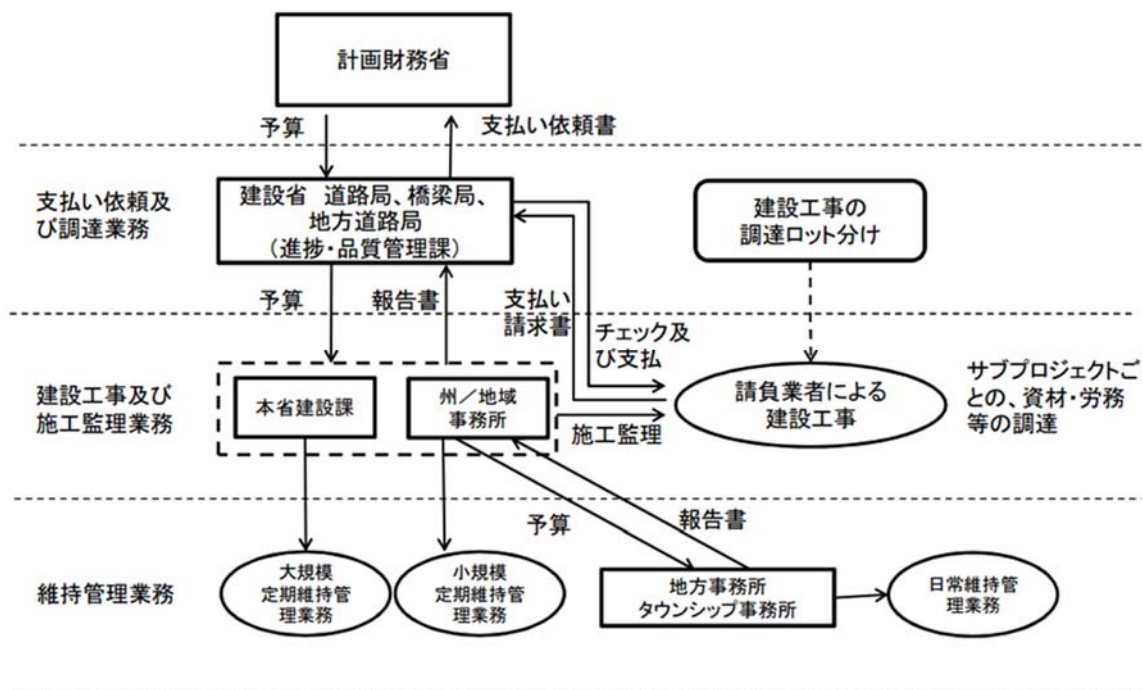 計画財務省
予算
支払い依頼書
支払い依頼及
び調達業務
建設省 道路局、橋梁局、
地方道路局
(進捗・品質管理課)
建設工事の
調達ロット分け
予算
報告書
支払い
請求書
チェック及
び支払
建設工事及び
施工監理業務
本省建設課
州／地域
事務所
施工監理
請負業者による
建設工事
サブプロジェクトご
との、資材・労務
等の調達
予算
報告書
維持管理業務
大規模
定期維持管
理業務
小規模
定期維持管
理業務
地方事務所
タウンシップ事務所
日常維持管
理業務